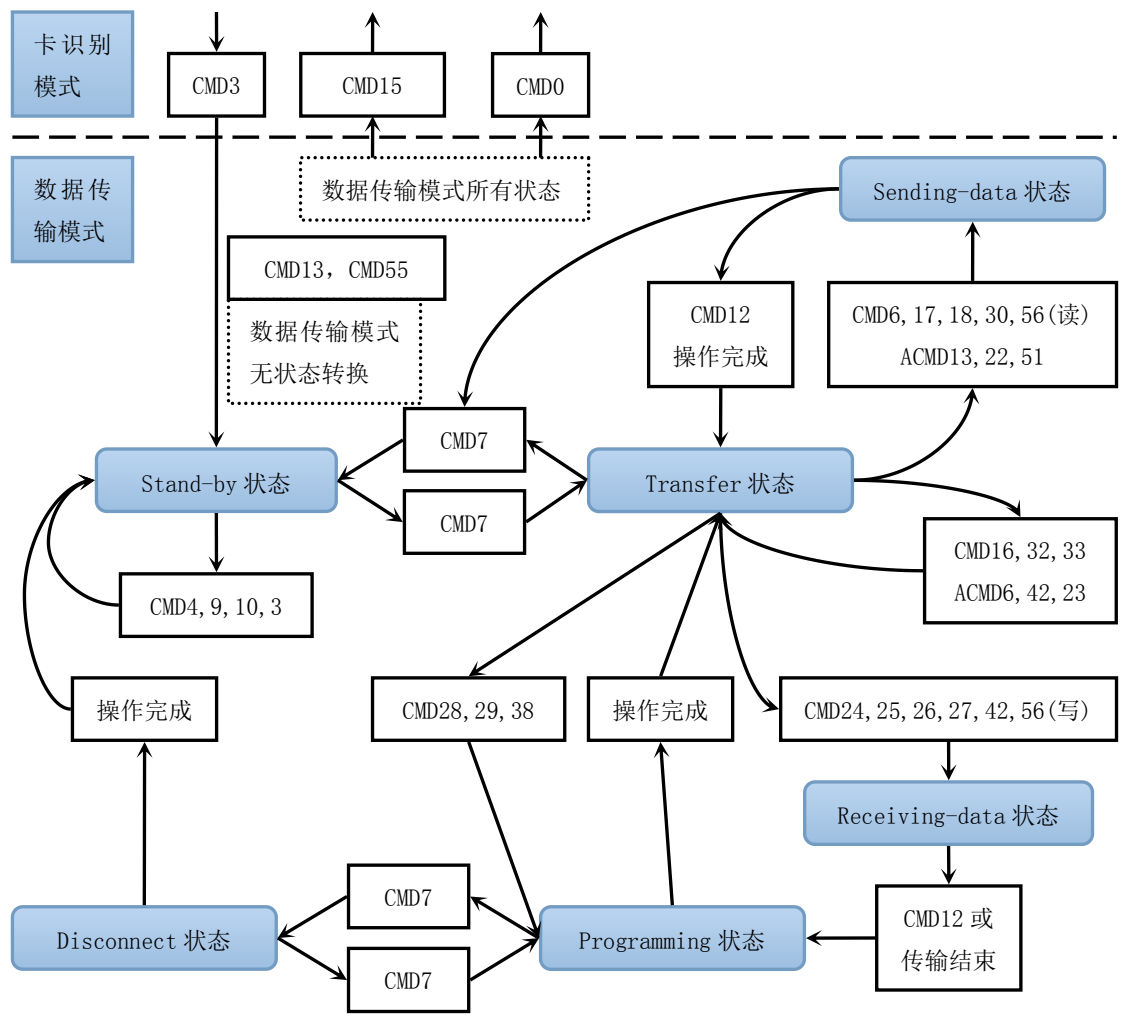 卡识别
模式
CMD3
CMD15
CMD0
数据传
输模式
数据传输模式所有状态
Sending-data 状态
CMD13，CMD55
数据传输模式
无状态转换
CMD12
操作完成
CMD6,17,18,30,56(读)
ACMD13,22,51
CMD7
Stand-by 状态
Transfer 状态
CMD7
CMD16,32,33
ACMD6,42,23
CMD4,9,10,3
操作完成
CMD28,29,38
操作完成
CMD24,25,26,27,42,56(写)
Receiving-data 状态
CMD7
Disconnect 状态
Programming 状态
CMD12 或
传输结束
CMD7